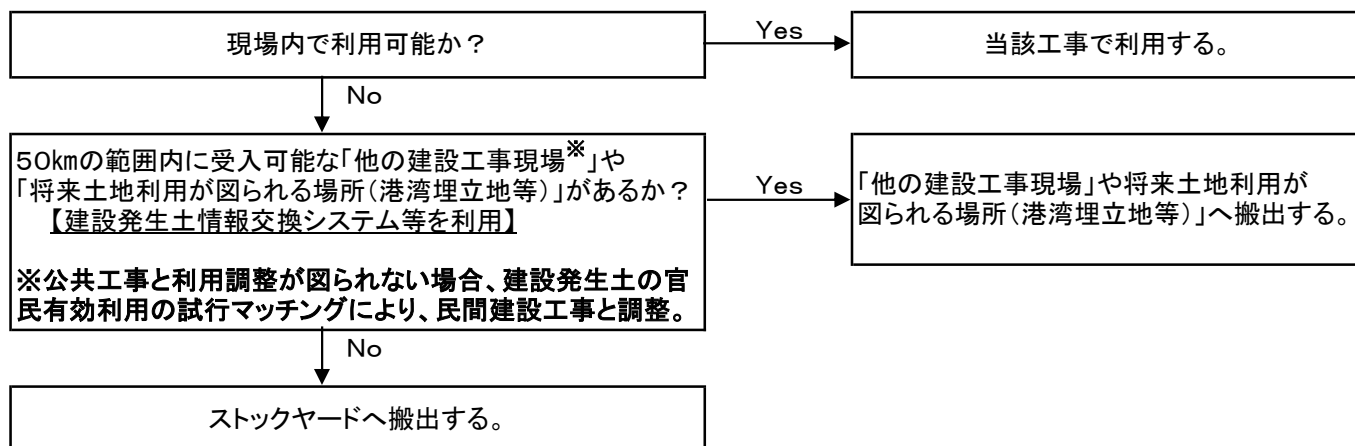 現場内で利用可能か？
Yes
当該工事で利用する。
No
５０kmの範囲内に受入可能な「他の建設工事現場※」や
「将来土地利用が図られる場所（港湾埋立地等）」があるか？
【建設発生土情報交換システム等を利用】
※公共工事と利用調整が図られない場合、建設発生土の官
民有効利用の試行マッチングにより、民間建設工事と調整。
Yes
「他の建設工事現場」や将来土地利用が
図られる場所（港湾埋立地等）」へ搬出する。
No
ストックヤードへ搬出する。